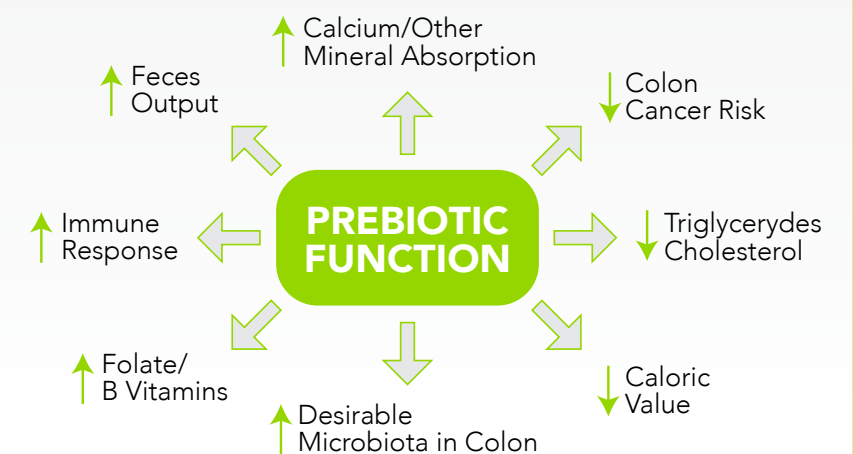 Calcium/Other
Mineral Absorption
Feces
Output
Colon
Cancer Risk
Immune
Response
PREBIOTIC
FUNCTION
Triglycerydes
Cholesterol
Folate/
B Vitamins
Caloric
Value
Desirable
Microbiota in Colon